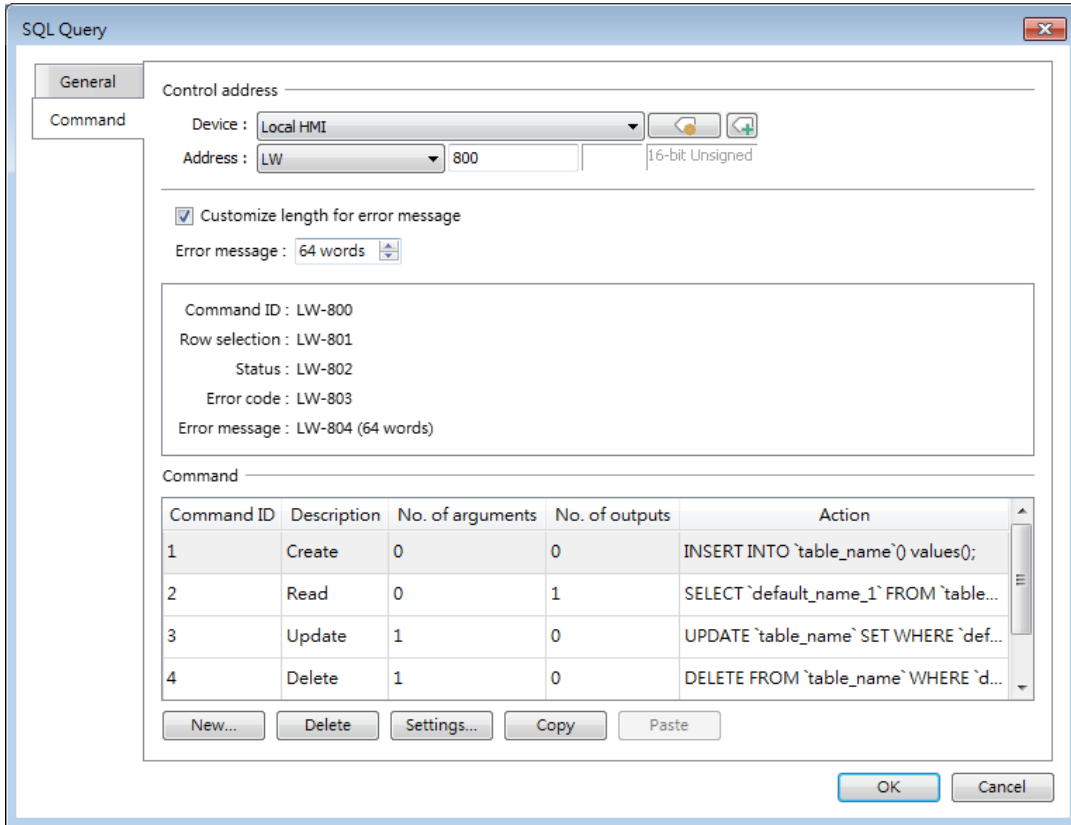 SQL Query
General
Command
Control address
Device : Local HMI
Address : LW 800 16-bit Unsigned
Customize length for error message
Error message : 64 words
Command ID : LW-800
Row selection : LW-801
Status : LW-802
Error code : LW-803
Error message : LW-804 (64 words)
Command
Command ID Description No. of arguments No. of outputs Action
1 Create 0 0 INSERT INTO `table_name`() values();
2 Read 0 1 SELECT `default_name_1` FROM `table...
3 Update 1 0 UPDATE `table_name` SET WHERE `def...
4 Delete 1 0 DELETE FROM `table_name` WHERE `d...
New... Delete Settings... Copy Paste
OK Cancel